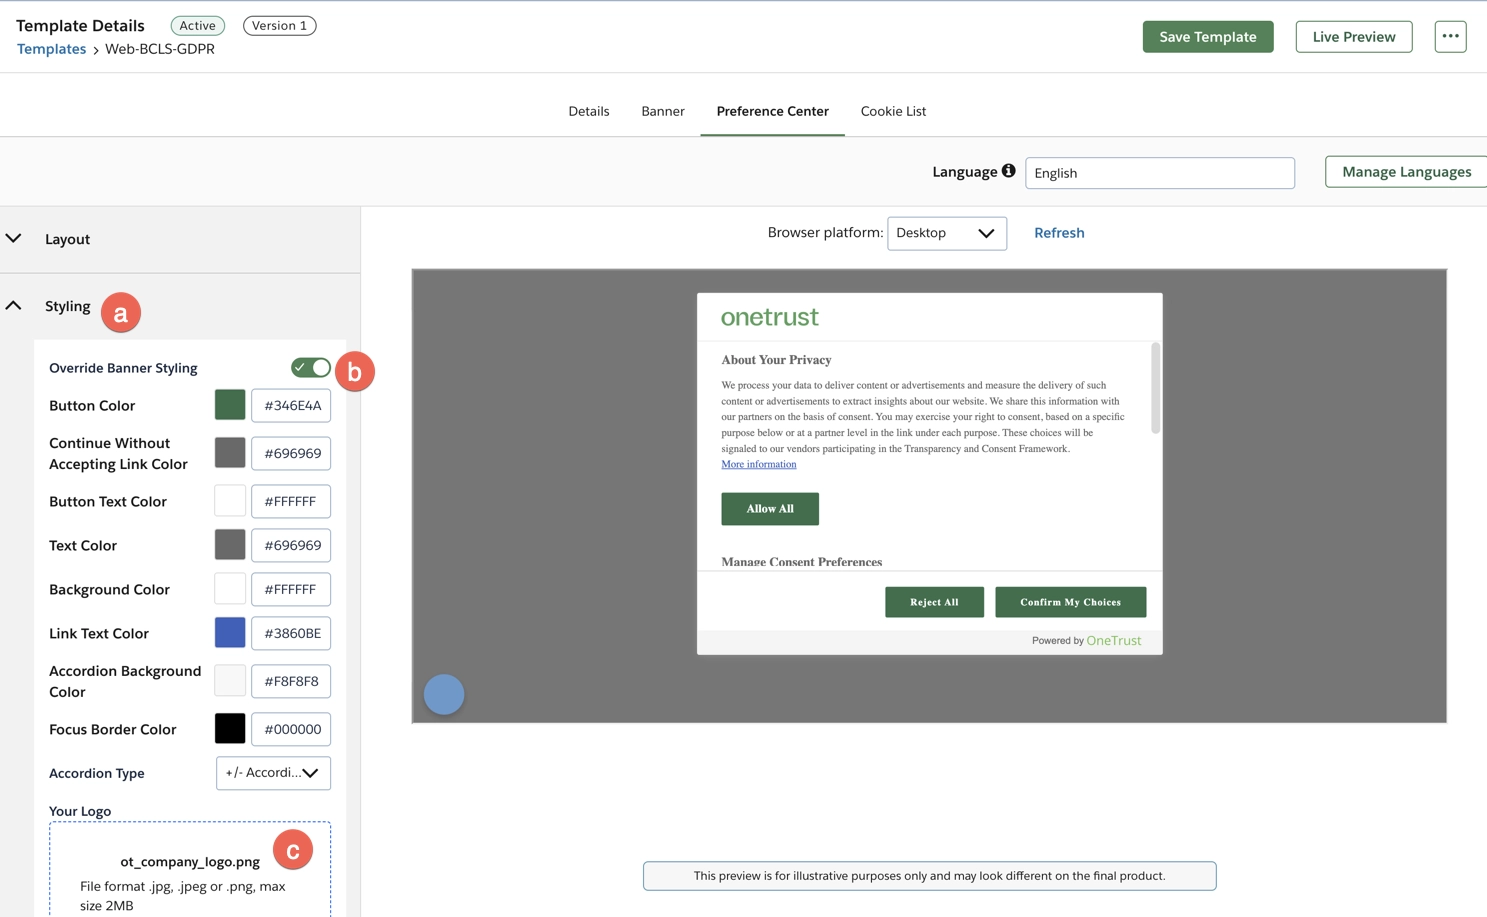 Template Details Active Version 1
Templates > Web-BCLS-GDPR
Save Template Live Preview ...
Details Banner Preference Center Cookie List
Language English Manage Languages
Layout
Styling a
Override Banner Styling b
Button Color #346E4A
Continue Without
Accepting Link Color #696969
Button Text Color #FFFFFF
Text Color #696969
Background Color #FFFFFF
Link Text Color #3860BE
Accordion Background
Color #F8F8F8
Focus Border Color #000000
Accordion Type +/- Accordi...
Your Logo
c
ot_company_logo.png
File format .jpg, .jpeg or .png, max
size 2MB
Browser platform: Desktop Refresh
onetrust
About Your Privacy
We process your data to deliver content or advertisements and measure the delivery of such
content or advertisements to extract insights about our website. We share this information with
our partners on the basis of consent. You may exercise your right to consent, based on a specific
purpose below or at a partner level in the link under each purpose. These choices will be
signaled to our vendors participating in the Transparency and Consent Framework.
More information
Allow All
Manage Consent Preferences
Reject All Confirm My Choices
Powered by OneTrust
This preview is for illustrative purposes only and may look different on the final product.